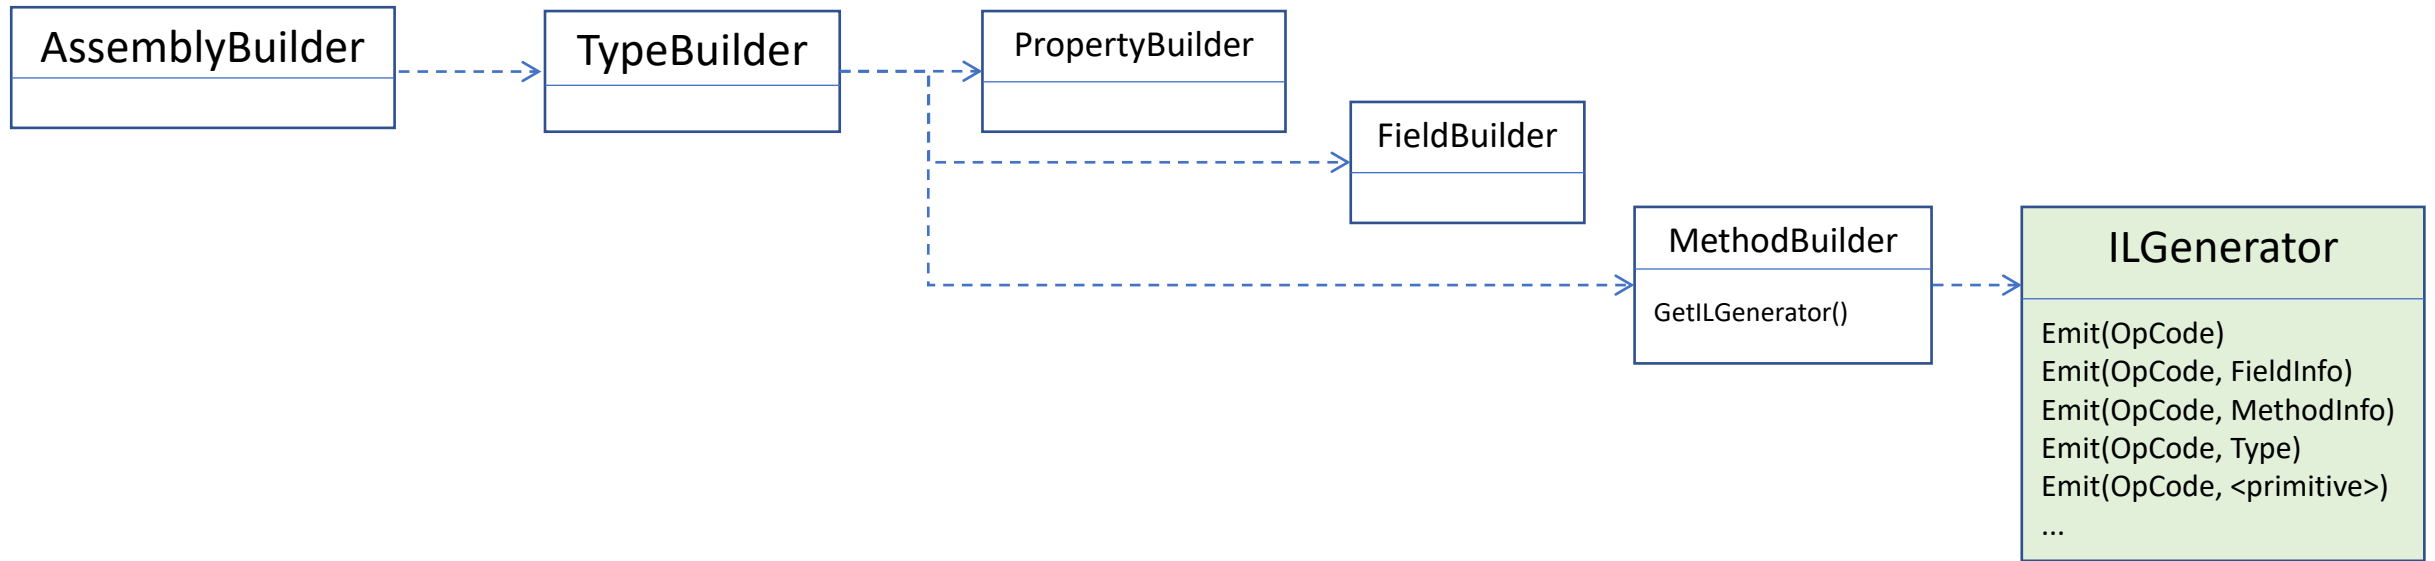 AssemblyBuilder
TypeBuilder
PropertyBuilder
FieldBuilder
MethodBuilder
GetILGenerator()
ILGenerator
Emit(OpCode)
Emit(OpCode, FieldInfo)
Emit(OpCode, MethodInfo)
Emit(OpCode, Type)
Emit(OpCode, <primitive>)
...